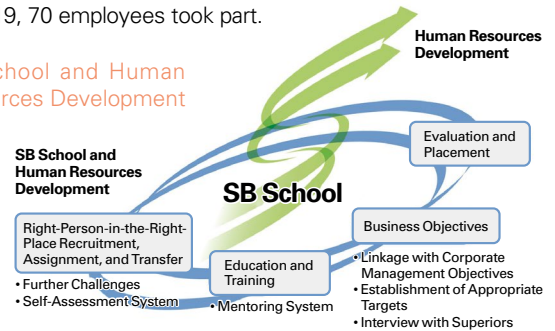 9, 70 employees took part.
chool and Human
rces Development
Human Resources
Development
SB School and
Human Resources
Development
Evaluation and
Placement
SB School
Right-Person-in-the-Right-
Place Recruitment,
Assignment, and Transfer
• Further Challenges
• Self-Assessment System
Education and
Training
• Mentoring System
Business Objectives
• Linkage with Corporate
Management Objectives
• Establishment of Appropriate
Targets
• Interview with Superiors